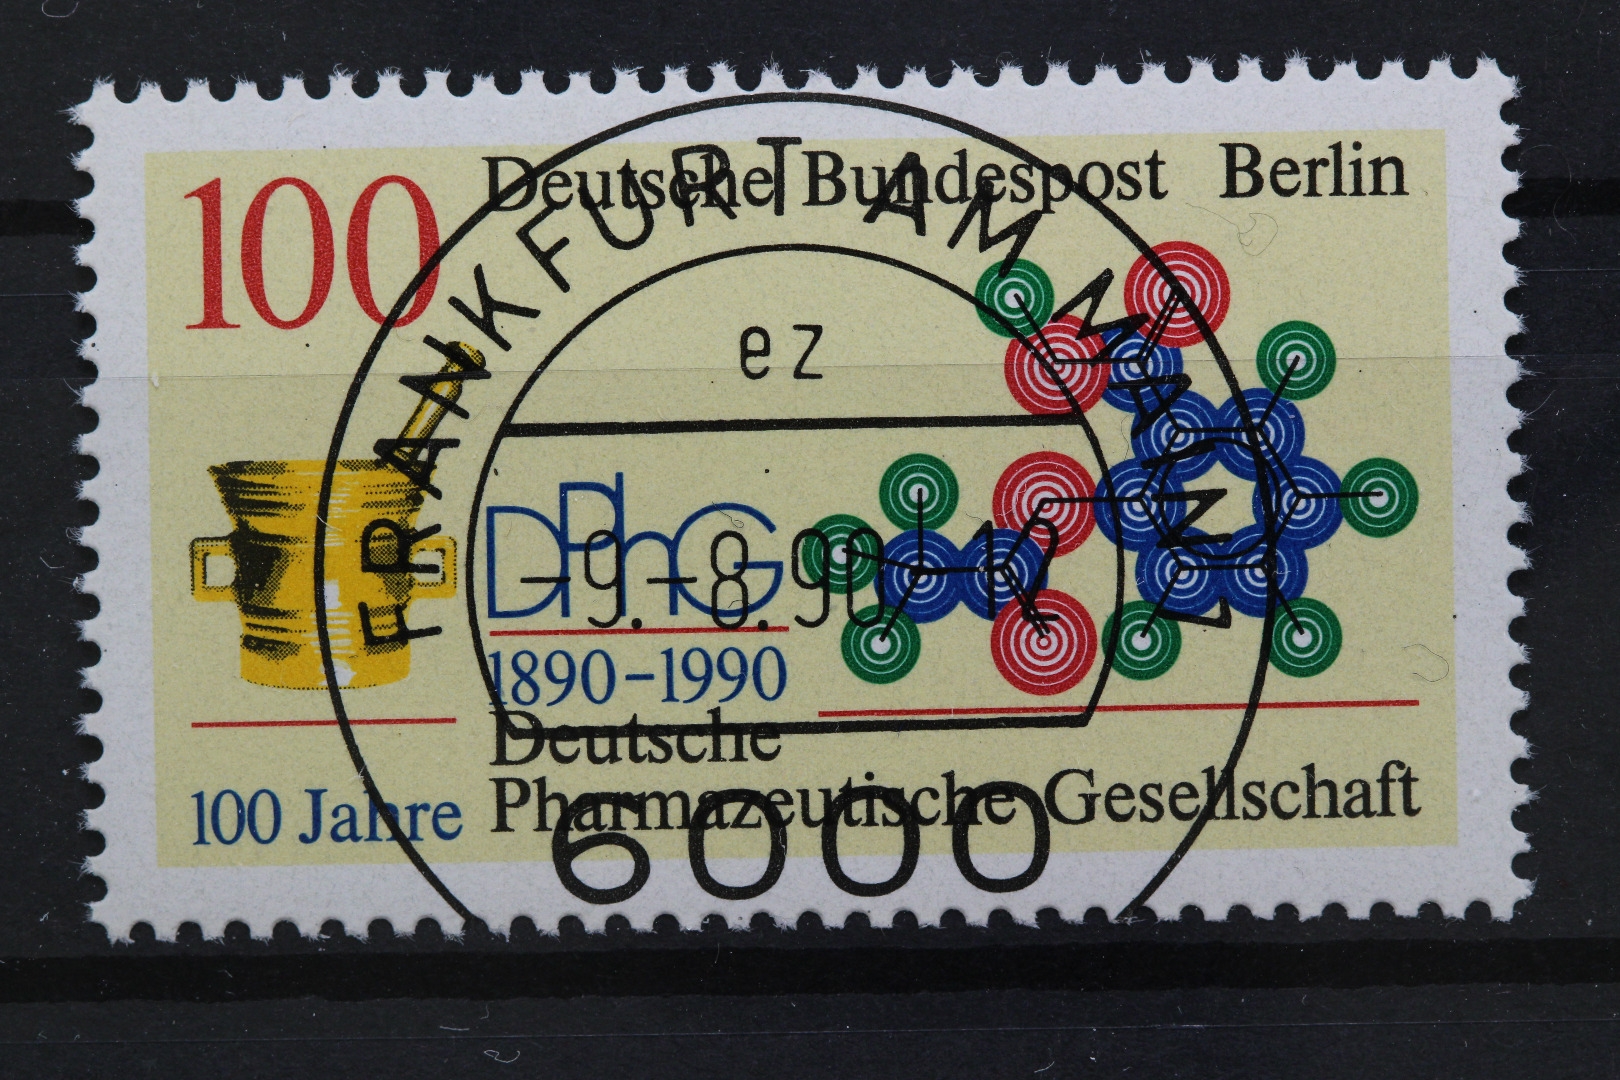 100 Deutsche Bundespost Berlin
FRANKFURT AM MAIN 1
ez
DPhG
-9.-8.90 12
1890-1990
Deutsche
100 Jahre Pharmazeutische Gesellschaft
6000